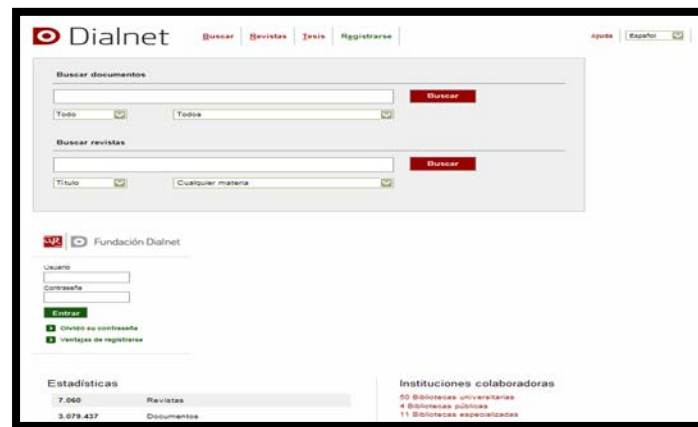 Dialnet Buscar Revistas Tesis Registrarse Ayuda Español
Buscar documentos
Buscar
Todo Todos
Buscar revistas
Buscar
Título Cualquier materia
Fundación Dialnet
Usuario
Contraseña
Entrar
Olvidó su contraseña
Ventajas de registrarse
Estadísticas
7.060 Revistas
3.079.437 Documentos
Instituciones colaboradoras
50 Bibliotecas universitarias
4 Bibliotecas públicas
11 Bibliotecas especializadas